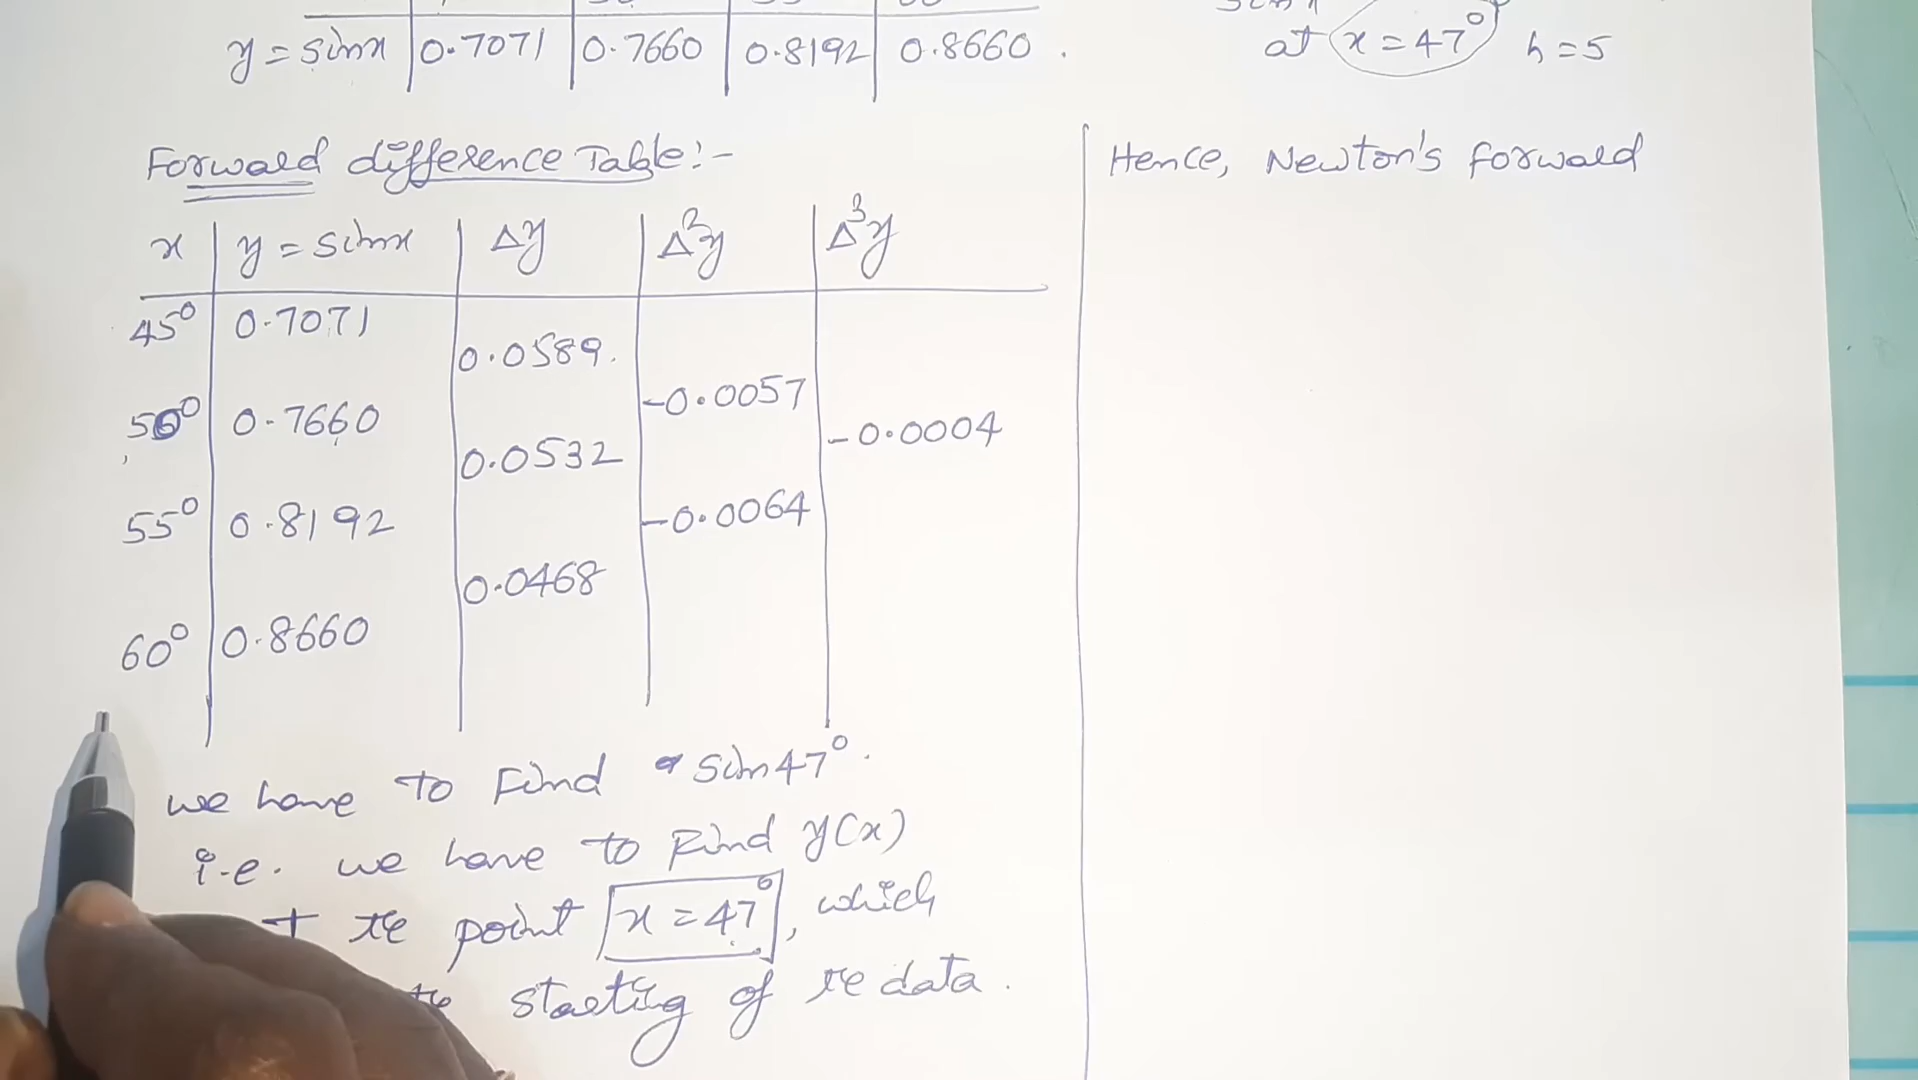 y = sinx | 0.7071 | 0.7660 | 0.8192 | 0.8660 .
at x = 47° h = 5
Forward difference Table:-
x | y = sinx | Δy | Δ²y | Δ³y
45° | 0.7071
0.0589.
-0.0057
50° | 0.7660
-0.0004
0.0532
-0.0064
55° | 0.8192
0.0468
60° | 0.8660
we have to Find sin47°.
i.e. we have to Find y(x)
the point x = 47°, which
starting of the data.
Hence, Newton's forward